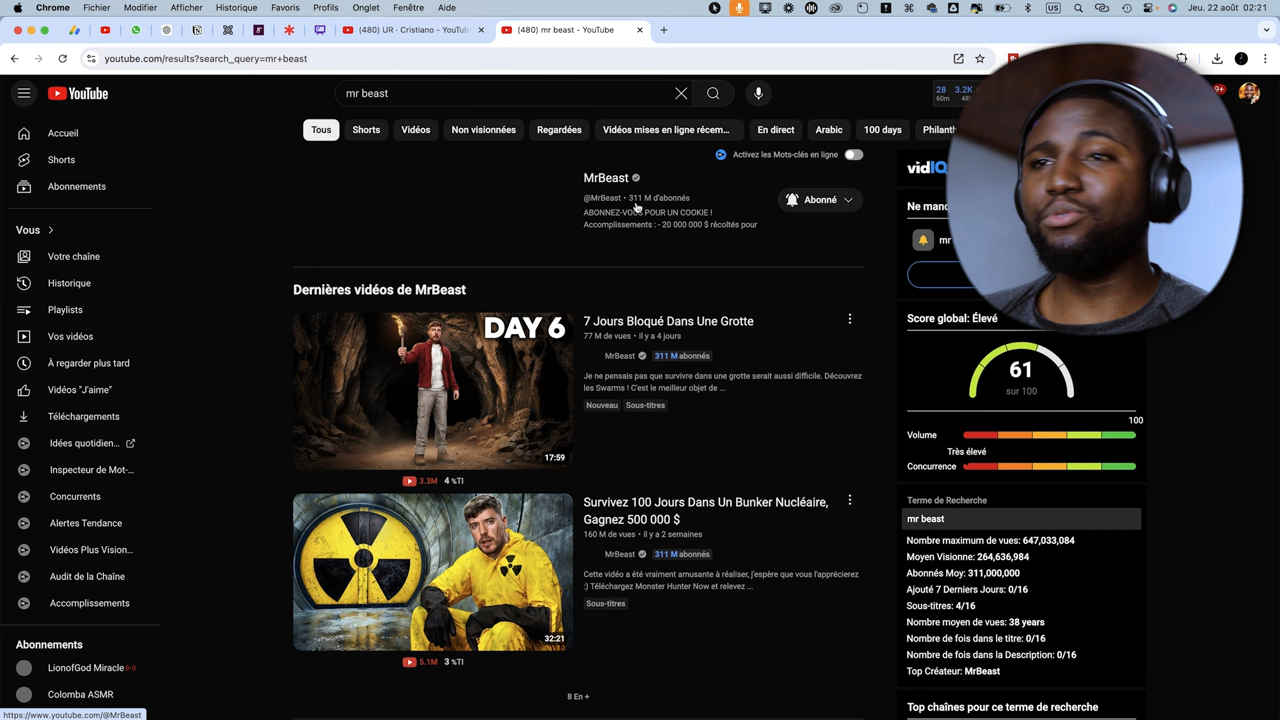 Chrome Fichier Modifier Afficher Historique Favoris Profils Onglet Fenêtre Aide
US
Jeu. 22 août 02:21
(480) UR · Cristiano - YouTub
(480) mr beast - YouTube
youtube.com/results?search_query=mr+beast
YouTube
mr beast
28 3.2K
60m
9+
Tous Shorts Vidéos Non visionnées Regardées Vidéos mises en ligne récem... En direct Arabic 100 days Philanth
Activez les Mots-clés en ligne
Accueil
Shorts
Abonnements
Vous
Votre chaîne
Historique
Playlists
Vos vidéos
À regarder plus tard
Vidéos "J'aime"
Téléchargements
Idées quotidien...
Inspecteur de Mot-...
Concurrents
Alertes Tendance
Vidéos Plus Vision...
Audit de la Chaîne
Accomplissements
Abonnements
LionofGod Miracle
Colomba ASMR
https://www.youtube.com/@MrBeast
MrBeast
@MrBeast • 311 M d'abonnés
ABONNEZ-VOUS POUR UN COOKIE !
Accomplissements : - 20 000 000 $ récoltés pour
Abonné
Dernières vidéos de MrBeast
DAY 6
17:59
3.3M 4 %TI
7 Jours Bloqué Dans Une Grotte
77 M de vues • il y a 4 jours
MrBeast 311 M abonnés
Je ne pensais pas que survivre dans une grotte serait aussi difficile. Découvrez
les Swarms ! C'est le meilleur objet de ...
Nouveau Sous-titres
32:21
5.1M 3 %TI
Survivez 100 Jours Dans Un Bunker Nucléaire,
Gagnez 500 000 $
160 M de vues • il y a 2 semaines
MrBeast 311 M abonnés
Cette vidéo a été vraiment amusante à réaliser, j'espère que vous l'apprécierez
:) Téléchargez Monster Hunter Now et relevez ...
Sous-titres
8 En +
vidIQ
Ne manq
mr
Score global: Élevé
61
sur 100
100
Volume
Très élevé
Concurrence
Terme de Recherche
mr beast
Nombre maximum de vues: 647,033,084
Moyen Visionne: 264,636,984
Abonnés Moy: 311,000,000
Ajouté 7 Derniers Jours: 0/16
Sous-titres: 4/16
Nombre moyen de vues: 38 years
Nombre de fois dans le titre: 0/16
Nombre de fois dans la Description: 0/16
Top Créateur: MrBeast
Top chaînes pour ce terme de recherche